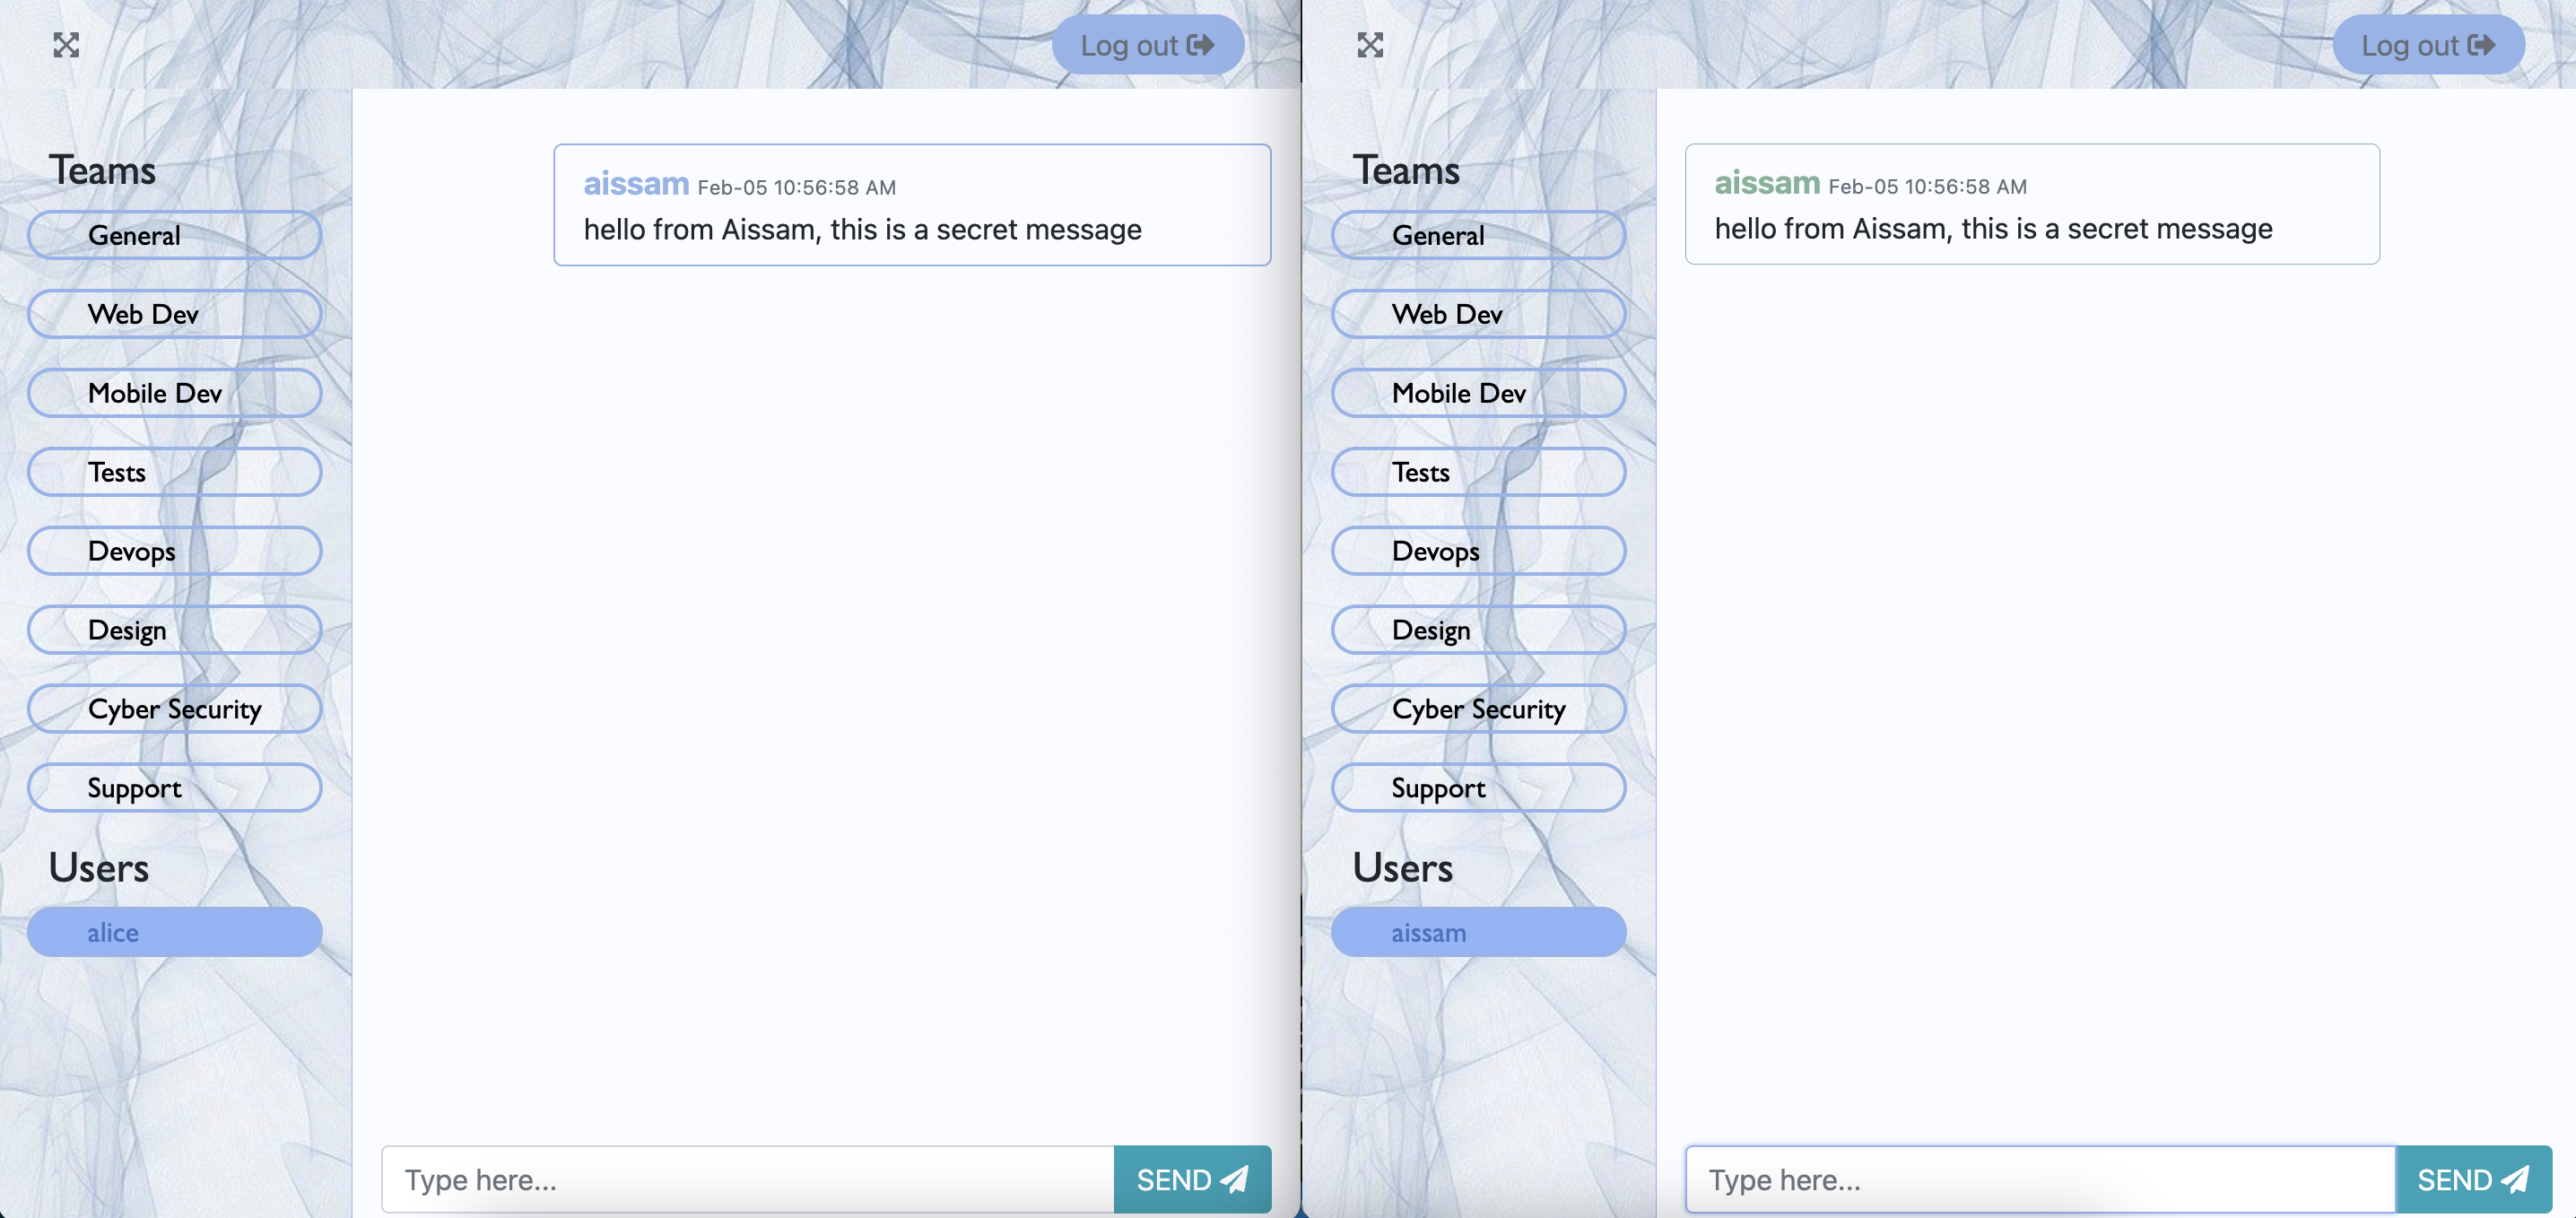 Log out
Teams
General
Web Dev
Mobile Dev
Tests
Devops
Design
Cyber Security
Support
Users
alice
aissam Feb-05 10:56:58 AM
hello from Aissam, this is a secret message
Type here...
SEND
Log out
Teams
General
Web Dev
Mobile Dev
Tests
Devops
Design
Cyber Security
Support
Users
aissam
aissam Feb-05 10:56:58 AM
hello from Aissam, this is a secret message
Type here...
SEND